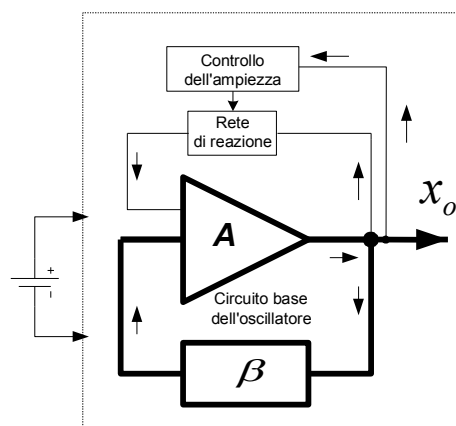 Controllo
dell'ampiezza
Rete
di reazione
x_o
A
+
−
Circuito base
dell'oscillatore
β